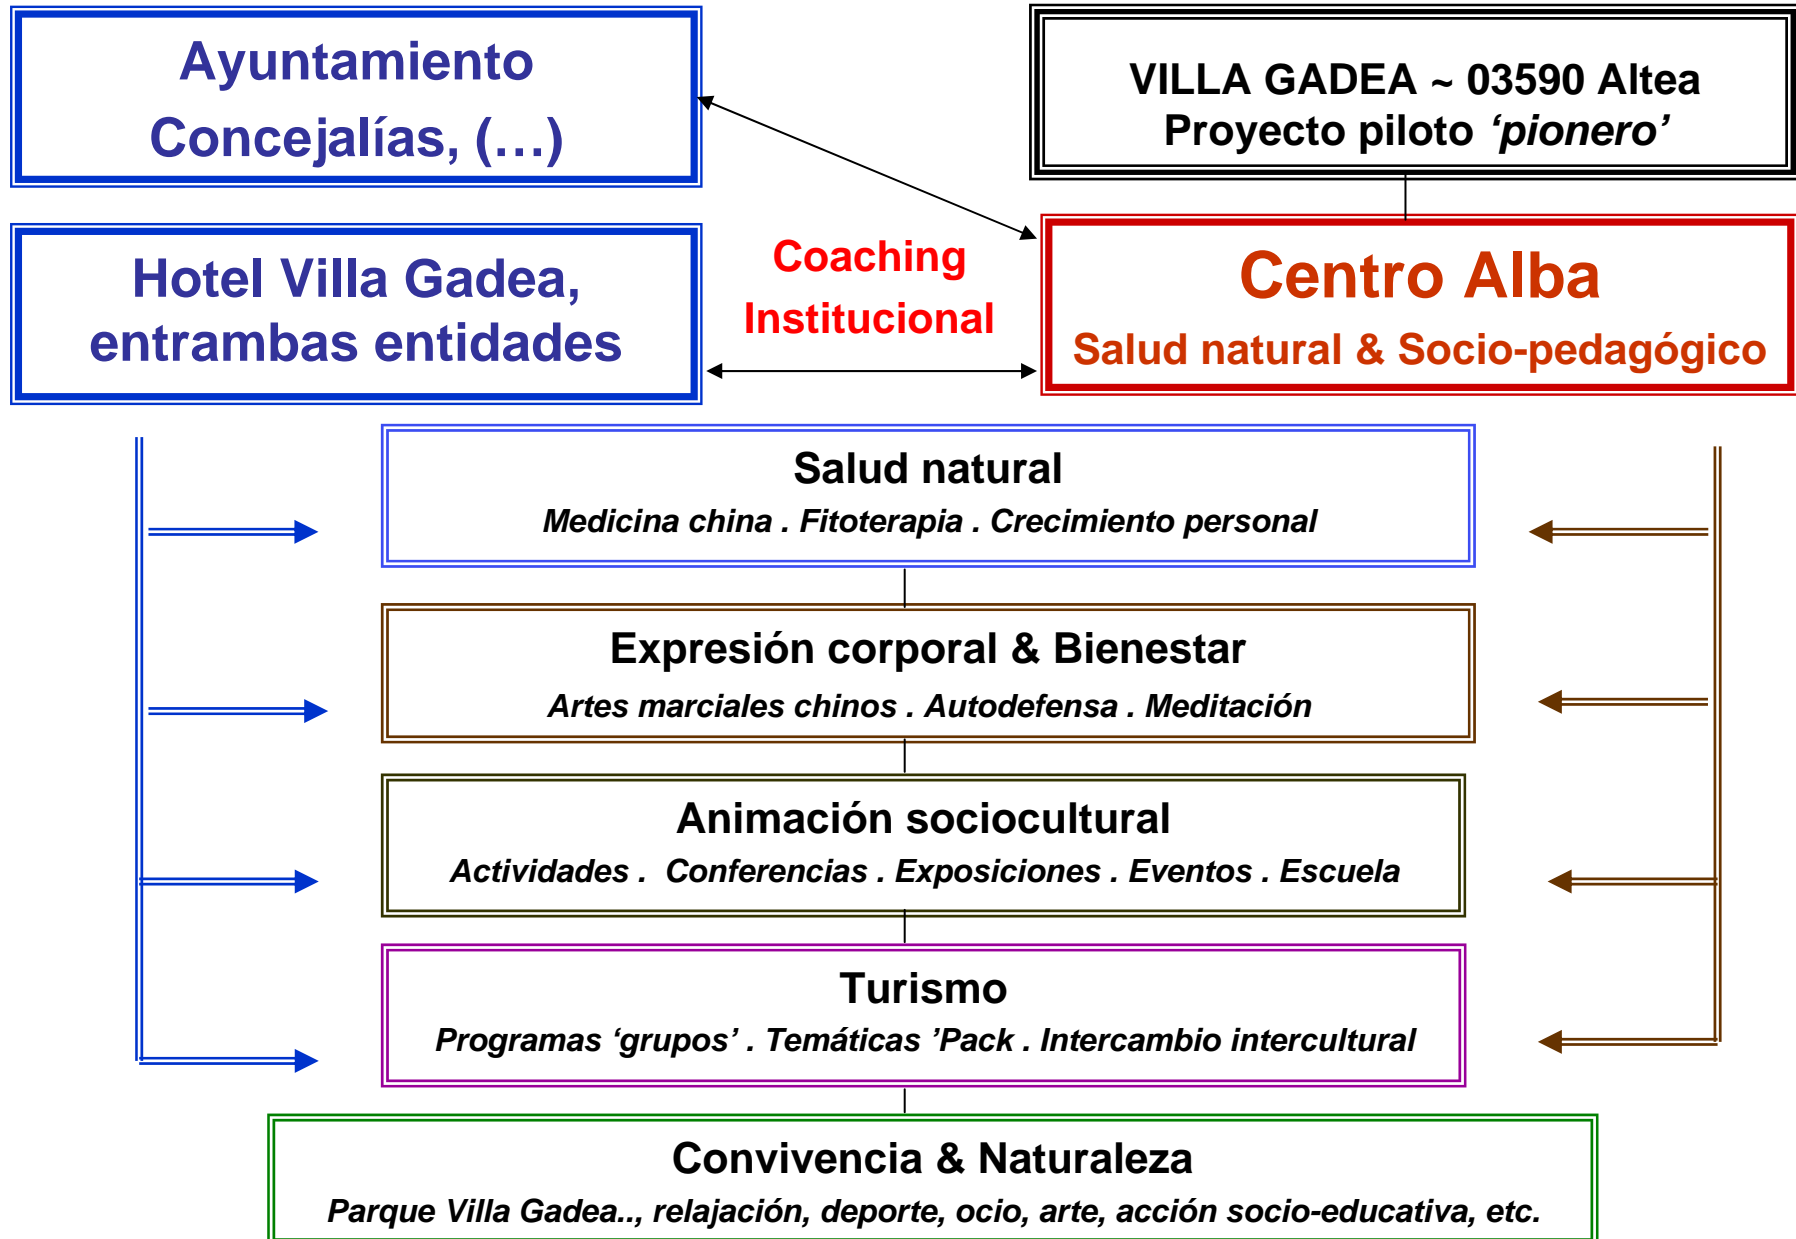 Ayuntamiento
Concejalías, (…)
VILLA GADEA ~ 03590 Altea
Proyecto piloto ‘pionero’
Hotel Villa Gadea,
entrambas entidades
Coaching
Institucional
Centro Alba
Salud natural & Socio-pedagógico
Salud natural
Medicina china . Fitoterapia . Crecimiento personal
Expresión corporal & Bienestar
Artes marciales chinos . Autodefensa . Meditación
Animación sociocultural
Actividades .  Conferencias . Exposiciones . Eventos . Escuela
Turismo
Programas ‘grupos’ . Temáticas ’Pack . Intercambio intercultural
Convivencia & Naturaleza
Parque Villa Gadea.., relajación, deporte, ocio, arte, acción socio-educativa, etc.